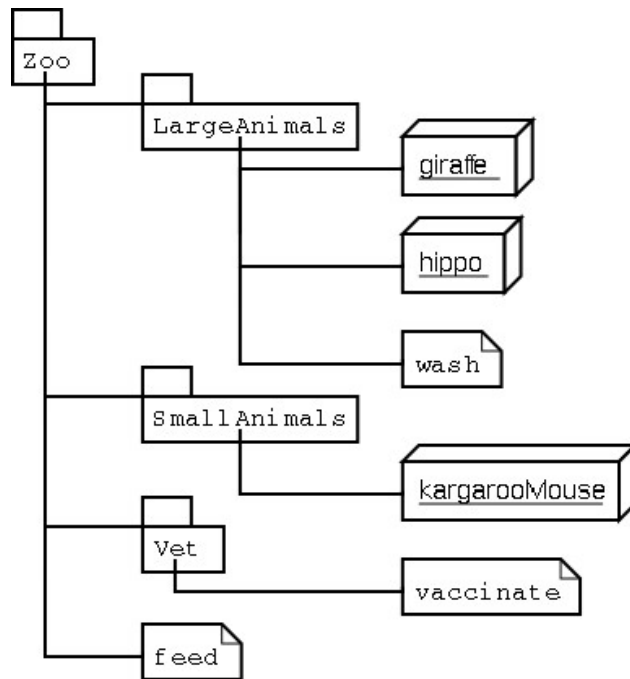 Zoo
LargeAnimals
giraffe
hippo
wash
SmallAnimals
kargarooMouse
Vet
vaccinate
feed